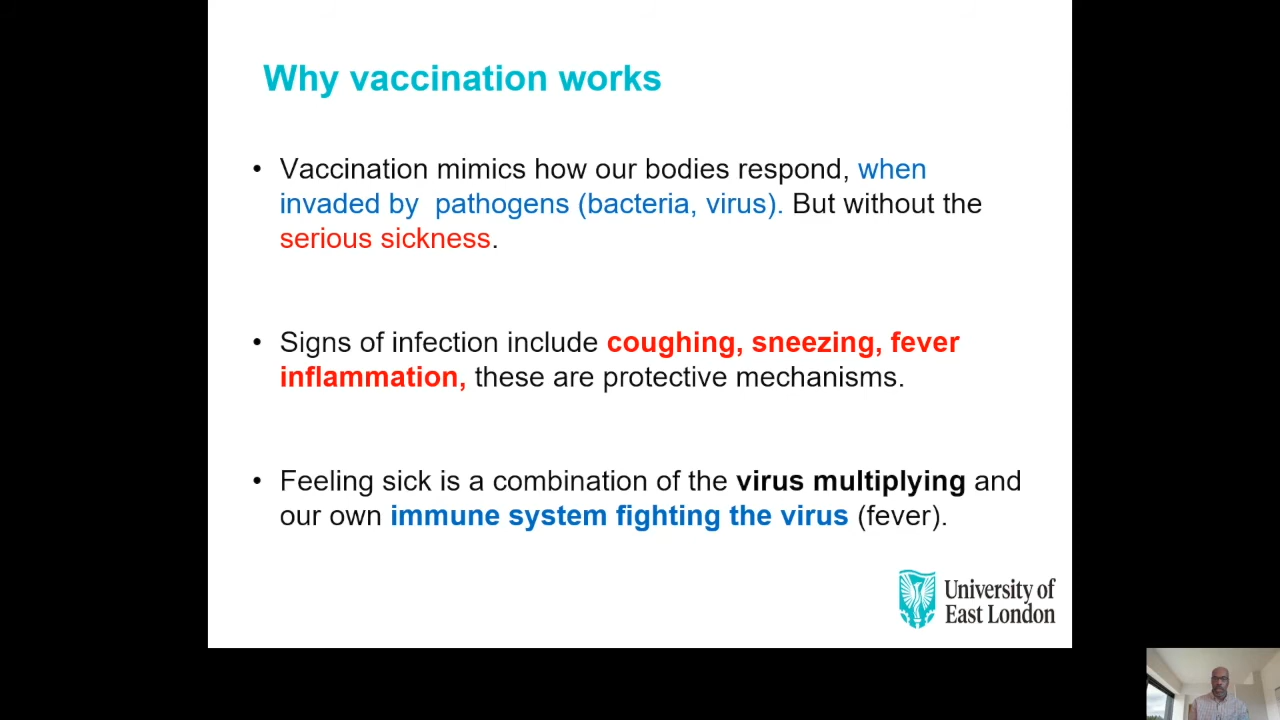 Why vaccination works
• Vaccination mimics how our bodies respond, when
invaded by  pathogens (bacteria, virus). But without the
serious sickness.
• Signs of infection include coughing, sneezing, fever
inflammation, these are protective mechanisms.
• Feeling sick is a combination of the virus multiplying and
our own immune system fighting the virus (fever).
University of
East London